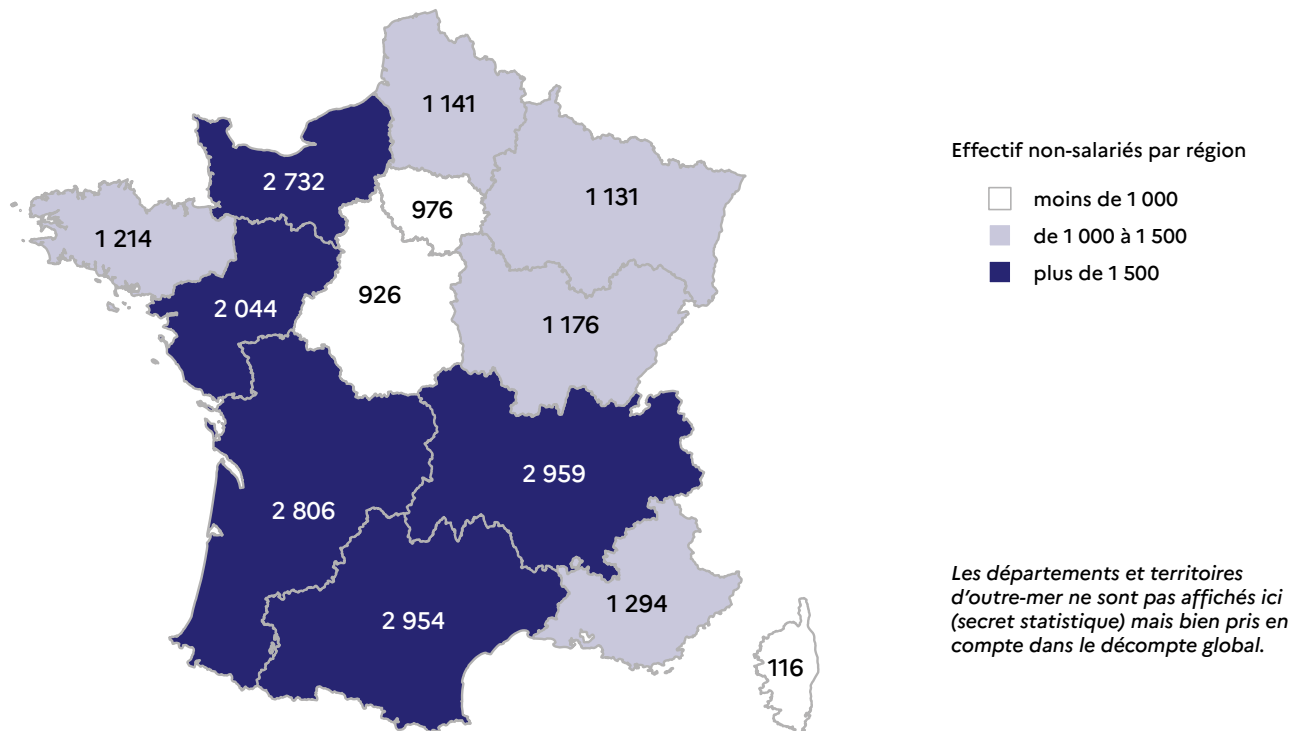 1 141
2 732
976
1 131
1 214
2 044
926
1 176
2 959
2 806
1 294
2 954
116
Effectif non-salariés par région
moins de 1 000
de 1 000 à 1 500
plus de 1 500
Les départements et territoires
d'outre-mer ne sont pas affichés ici
(secret statistique) mais bien pris en
compte dans le décompte global.